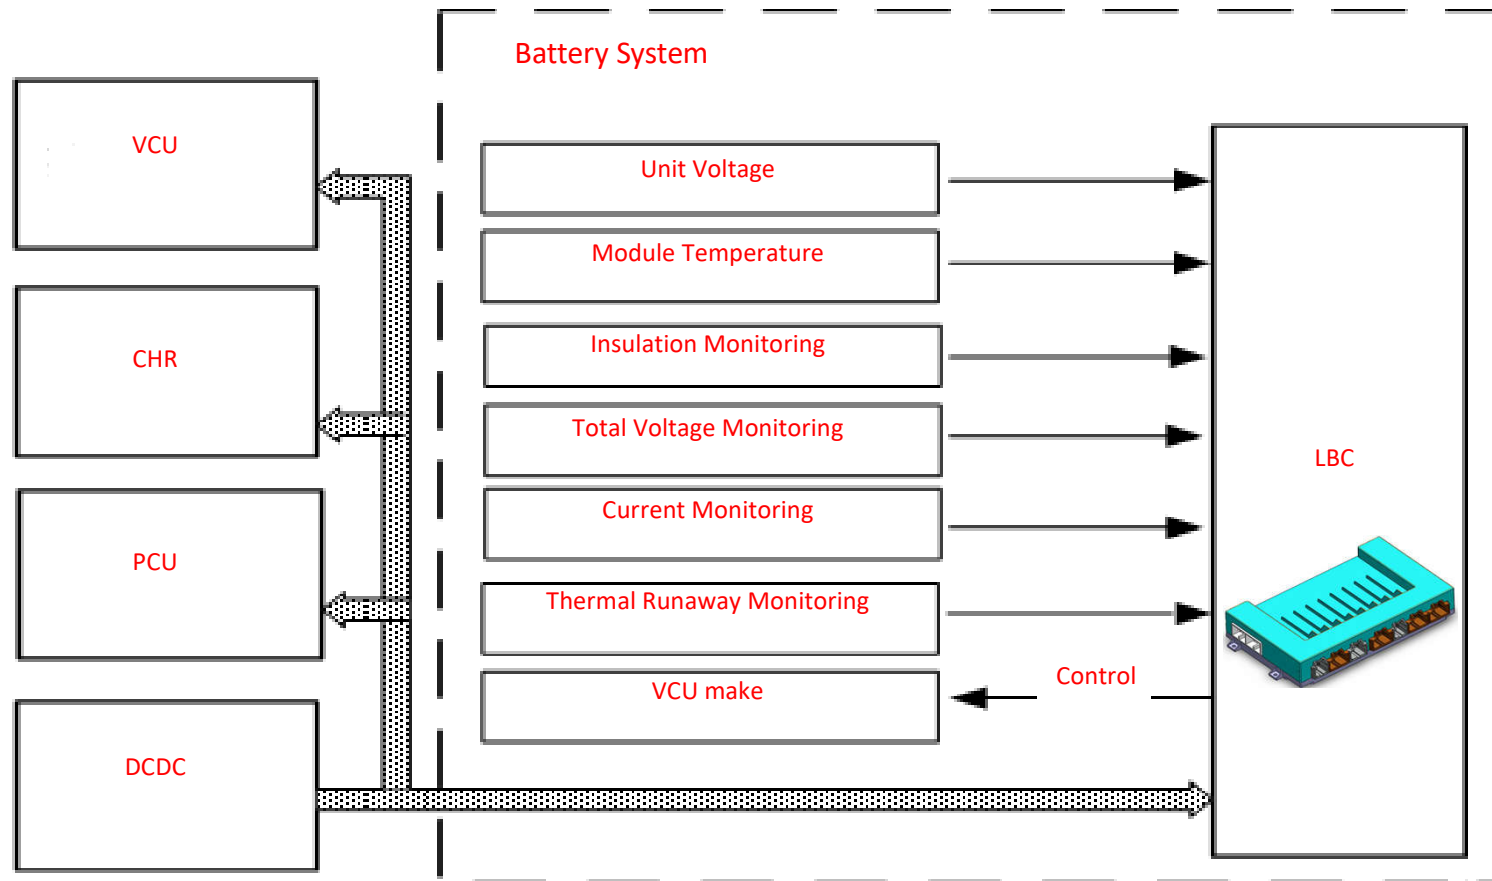 Battery System
VCU
Unit Voltage
Module Temperature
CHR
Insulation Monitoring
Total Voltage Monitoring
LBC
Current Monitoring
PCU
Thermal Runaway Monitoring
Control
VCU make
DCDC